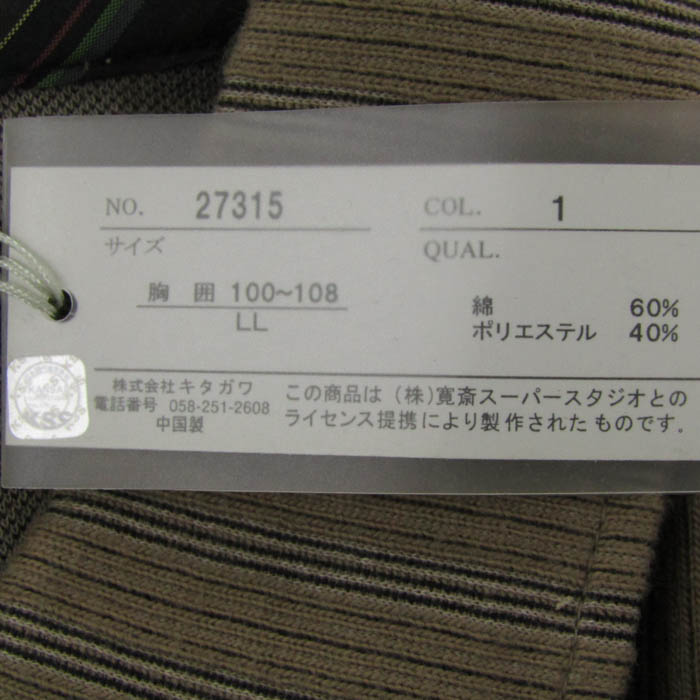 NO. 27315
サイズ
胸 囲 100~108
LL
COL. 1
QUAL.
綿 60%
ポリエステル 40%
株式会社キタガワ
電話番号 058-251-2608
中国製
この商品は(株)寛斎スーパースタジオとの
ライセンス提携により製作されたものです。